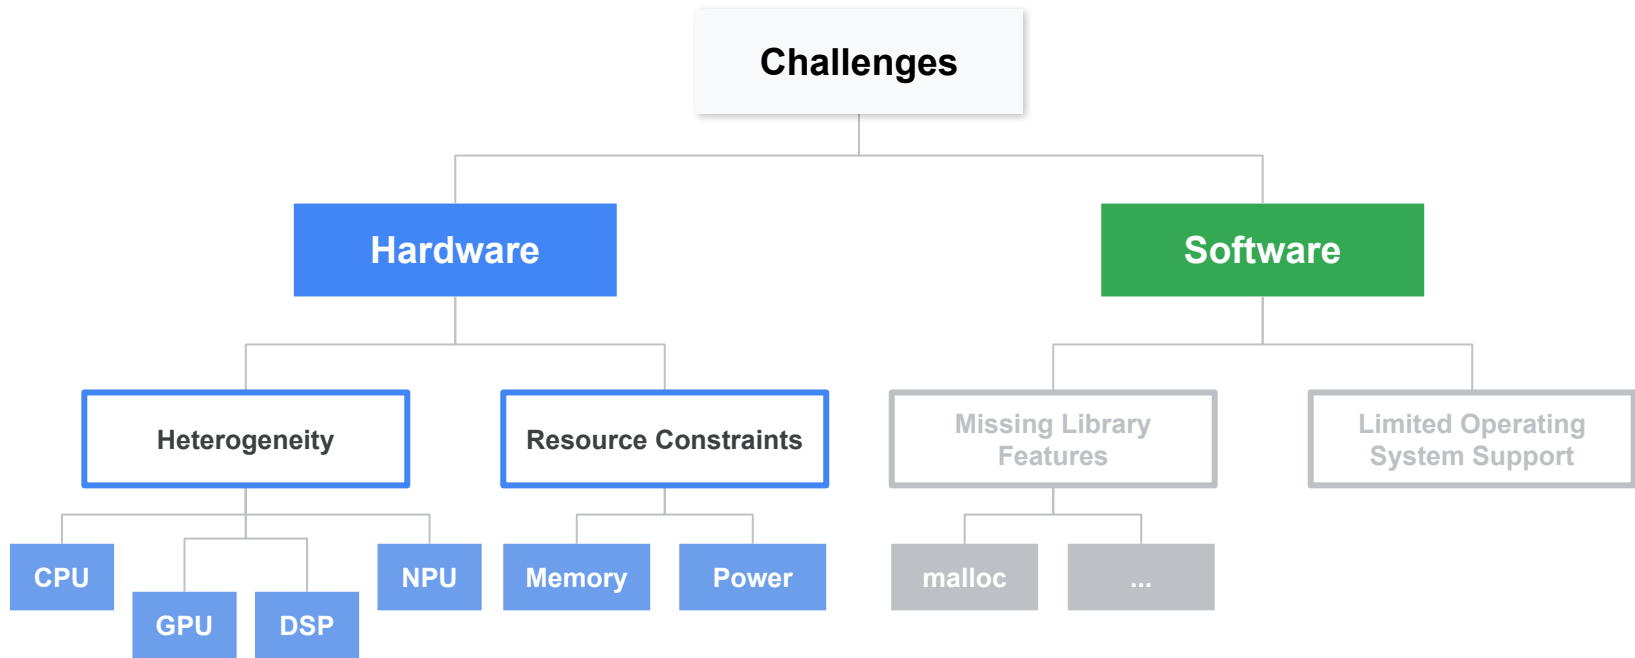 Challenges
Hardware
Software
Heterogeneity
Resource Constraints
Missing Library
Features
Limited Operating
System Support
CPU
GPU
DSP
NPU
Memory
Power
malloc
...